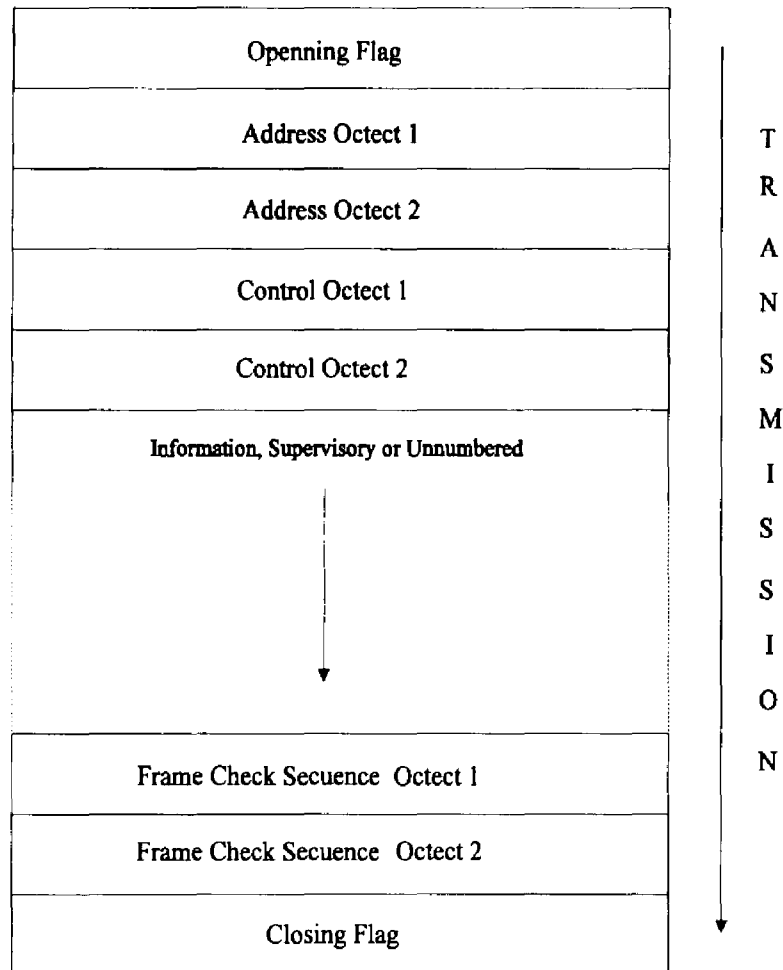 Openning Flag
Address Octect 1
Address Octect 2
Control Octect 1
Control Octect 2
Information, Supervisory or Unnumbered
Frame Check Secuence Octect 1
Frame Check Secuence Octect 2
Closing Flag
T
R
A
N
S
M
I
S
S
I
O
N